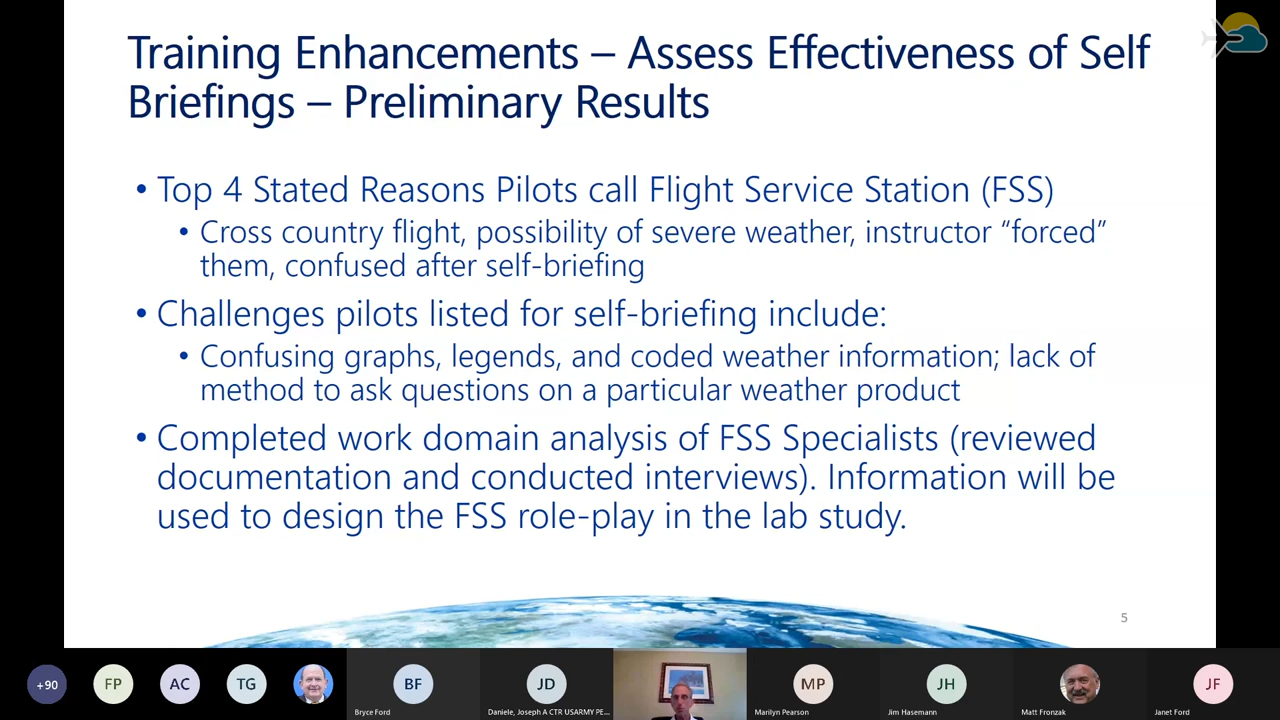 Training Enhancements – Assess Effectiveness of Self
Briefings – Preliminary Results
• Top 4 Stated Reasons Pilots call Flight Service Station (FSS)
• Cross country flight, possibility of severe weather, instructor “forced”
them, confused after self-briefing
• Challenges pilots listed for self-briefing include:
• Confusing graphs, legends, and coded weather information; lack of
method to ask questions on a particular weather product
• Completed work domain analysis of FSS Specialists (reviewed
documentation and conducted interviews). Information will be
used to design the FSS role-play in the lab study.
5
+90
FP
AC
TG
BF
JD
MP
JH
JF
Bryce Ford
Daniele, Joseph A CTR USARMY PE...
Marilyn Pearson
Jim Hasemann
Matt Fronzak
Janet Ford